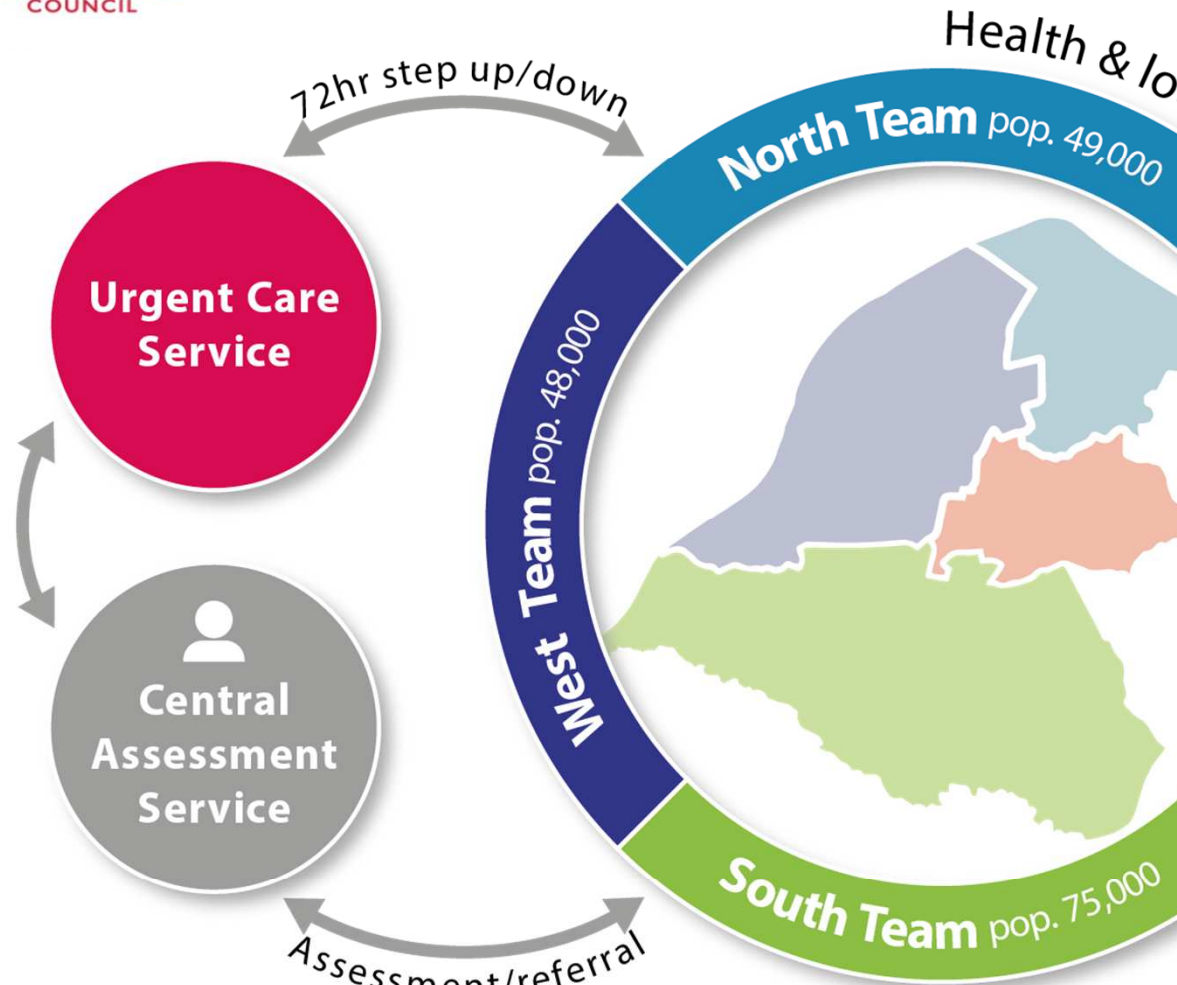 COUNCIL
72hr step up/down
Health &
North Team pop. 49,000
Urgent Care
Service
West Team pop. 48,000
Central
Assessment
Service
South Team pop. 75,000
Assessment/referral